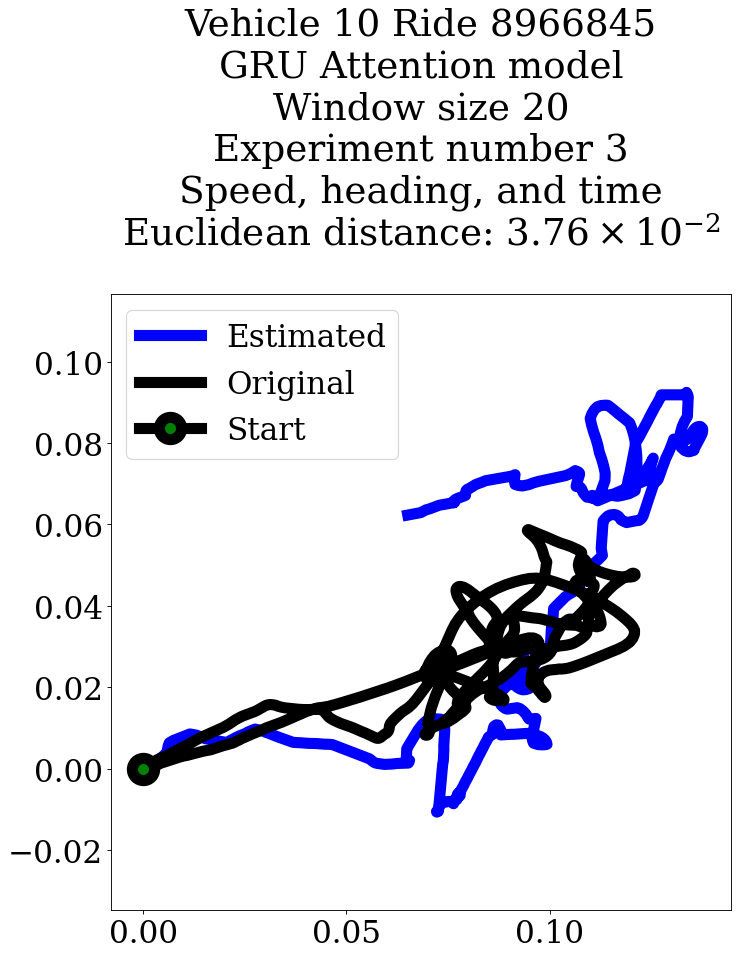 Vehicle 10 Ride 8966845
GRU Attention model
Window size 20
Experiment number 3
Speed, heading, and time
Euclidean distance: 3.76 × 10⁻²
Estimated
Original
Start
0.10
0.08
0.06
0.04
0.02
0.00
−0.02
0.00 0.05 0.10